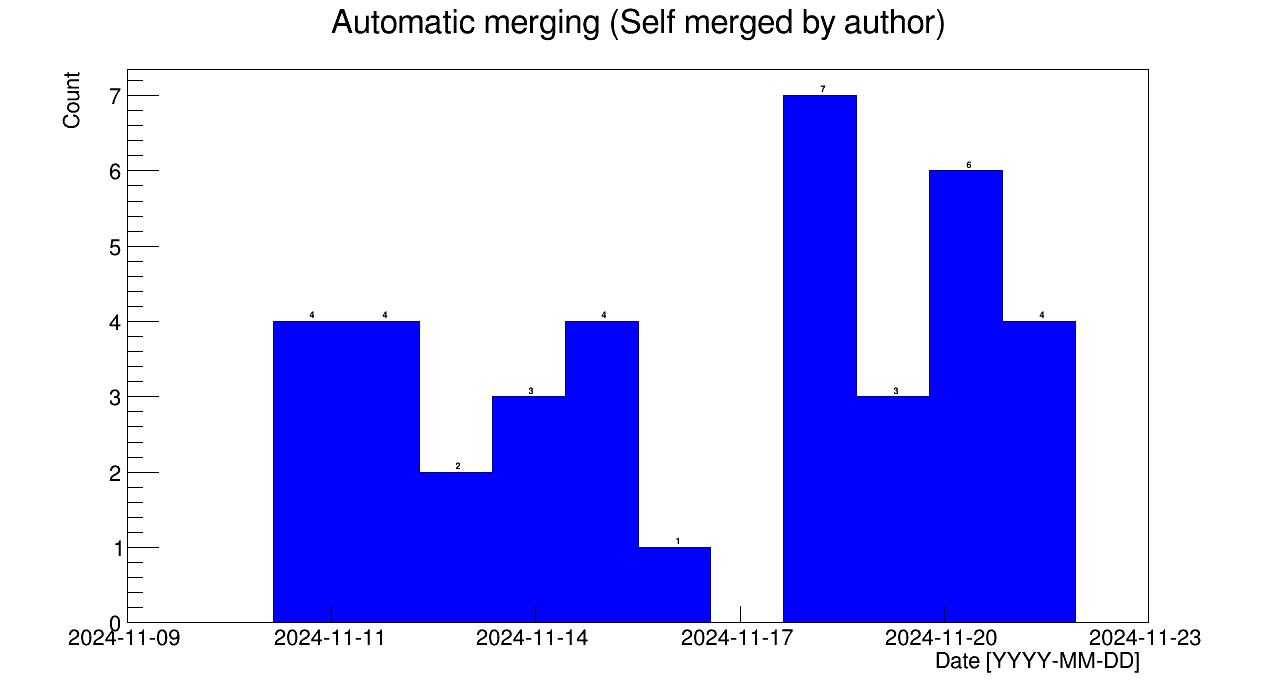 Automatic merging (Self merged by author)
Count
7
6
5
4
3
2
1
0
4 4 2 3 4 1 7 3 6 4
2024-11-09 2024-11-11 2024-11-14 2024-11-17 2024-11-20 2024-11-23
Date [YYYY-MM-DD]